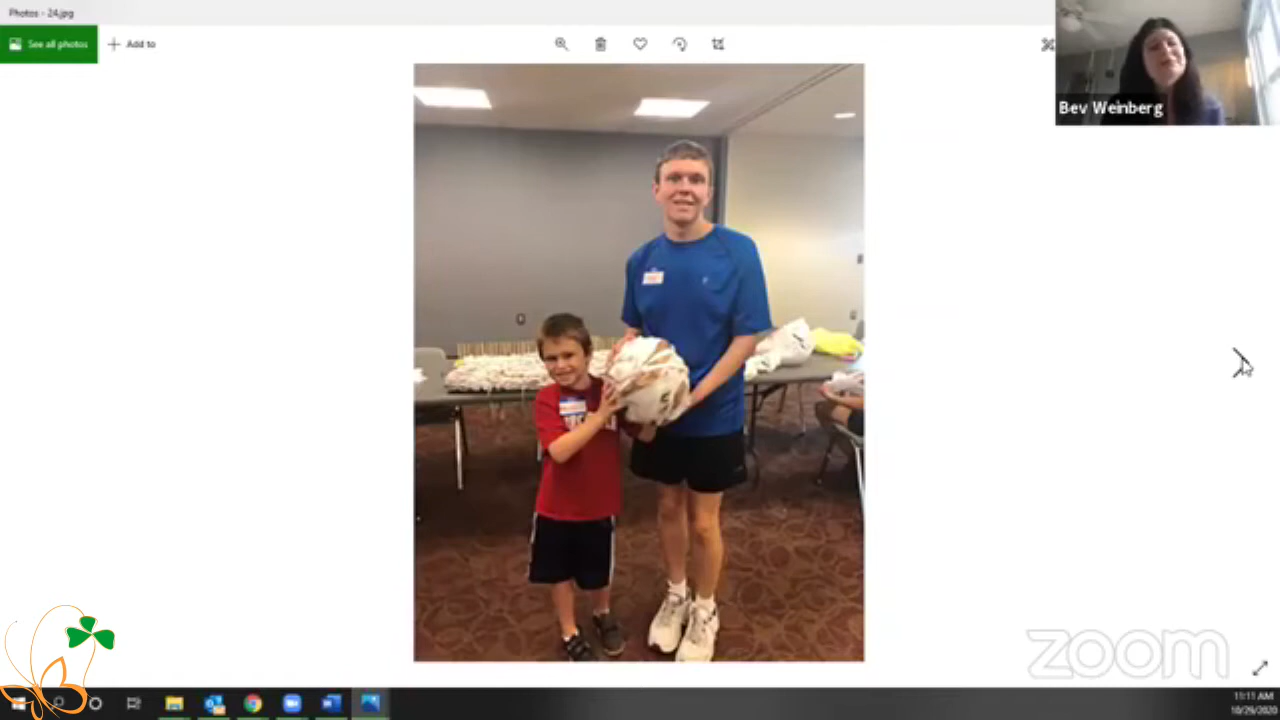 Photos - 24.jpg
See all photos
Add to
Bev Weinberg
zoom
11:11 AM
10/29/2020